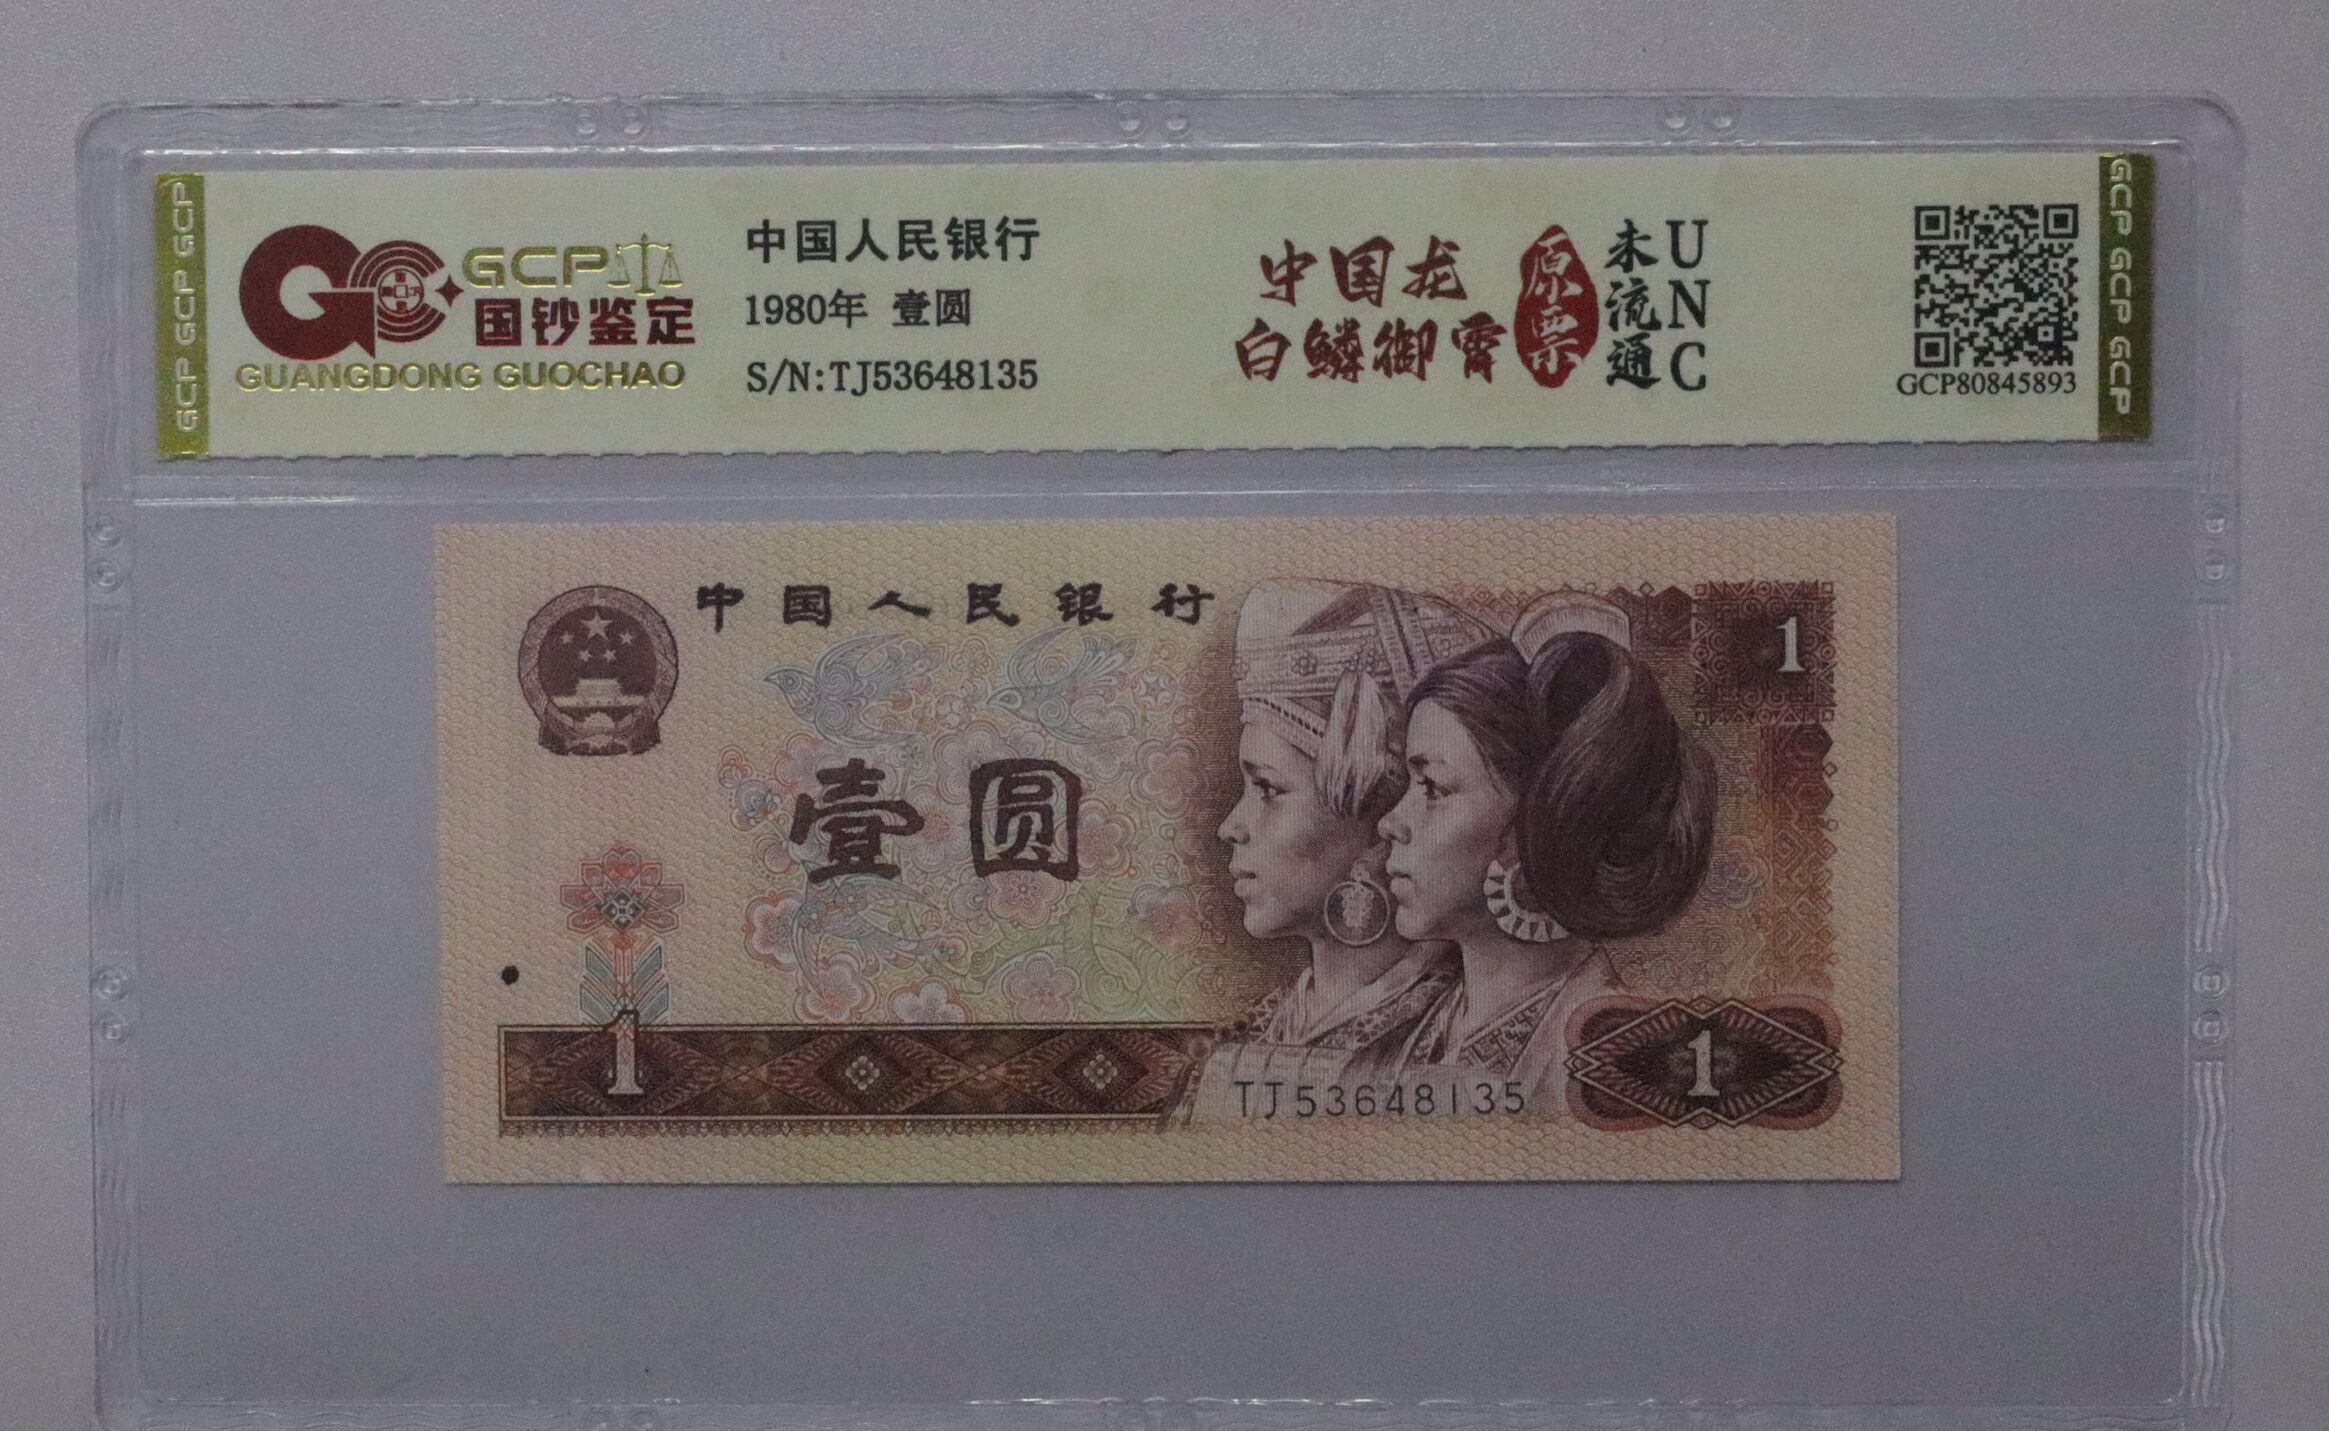 GCP GCP GCP
GCP
国钞鉴定
GUANGDONG GUOCHAO
中国人民银行
1980年 壹圆
S/N:TJ53648135
中国龙
白鳞御霄
原票
未流通
UNC
GCP80845893
GCP GCP GCP
中国人民银行
1
壹圆
1
TJ53648135
1